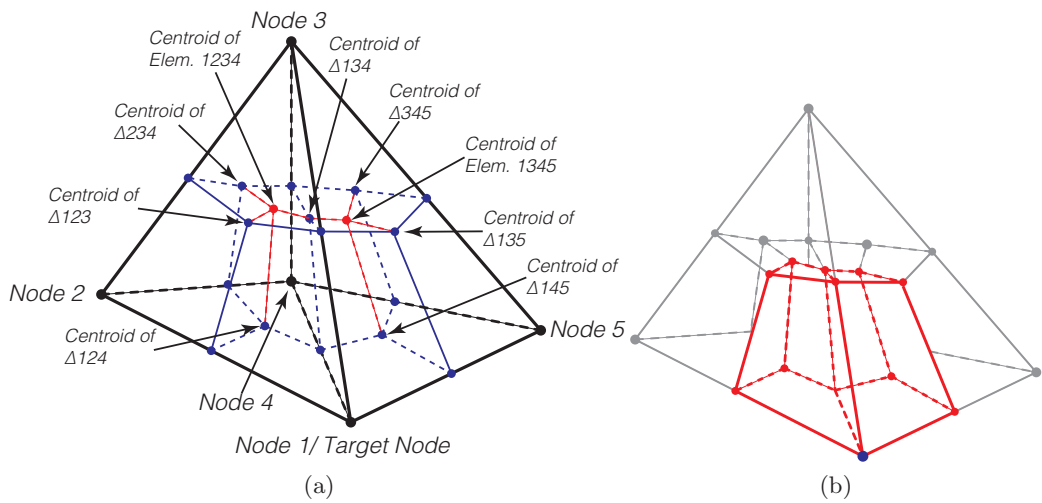 Node 3
Centroid of
Elem. 1234
Centroid of
Δ134
Centroid of
Δ234
Centroid of
Δ345
Centroid of
Elem. 1345
Centroid of
Δ123
Centroid of
Δ135
Centroid of
Δ145
Node 2
Node 5
Centroid of
Δ124
Node 4
Node 1/ Target Node
(a)
(b)